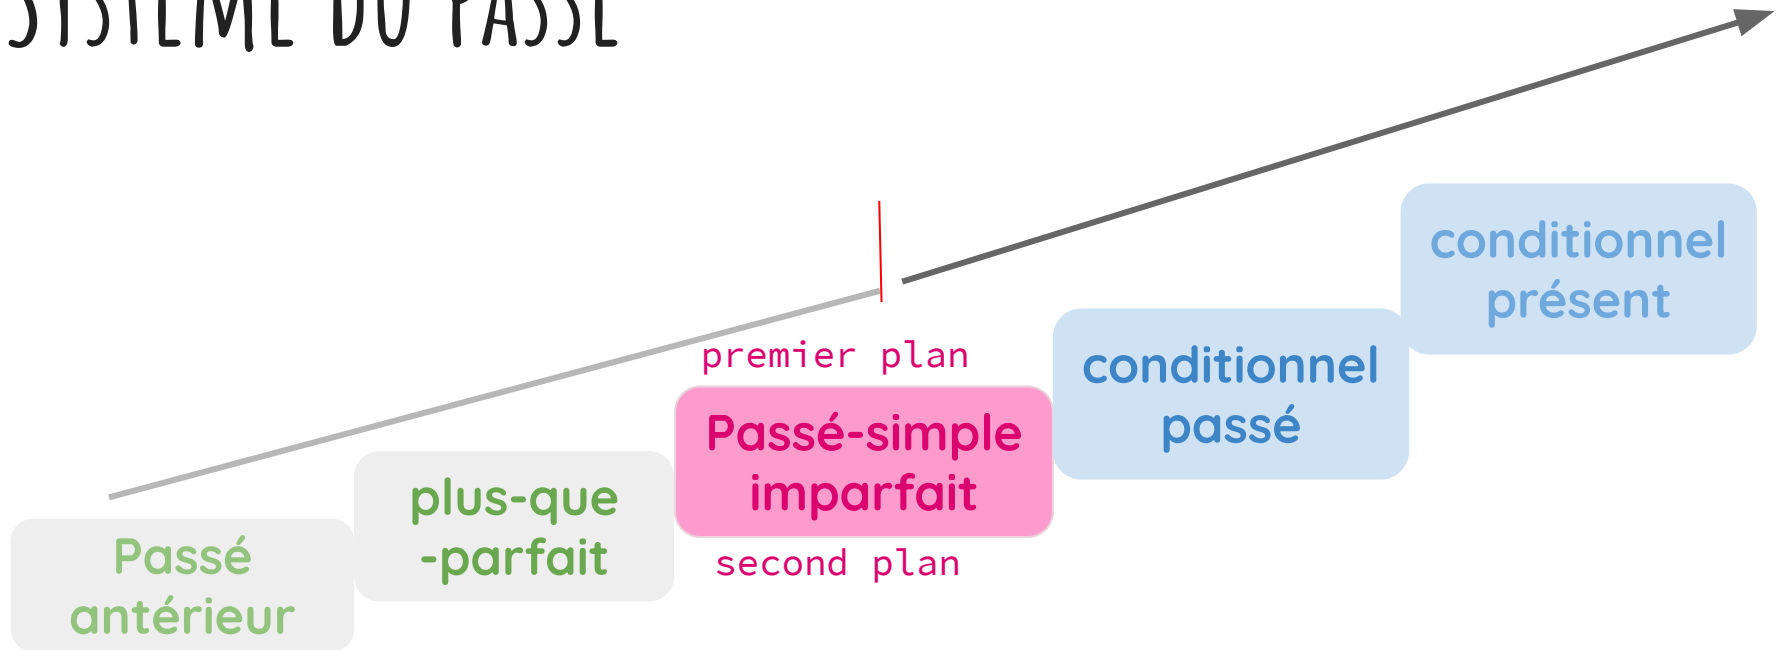 SYSTÈME DU PASSÉ
conditionnel
présent
premier plan
conditionnel
passé
Passé-simple
imparfait
plus-que
-parfait
second plan
Passé
antérieur